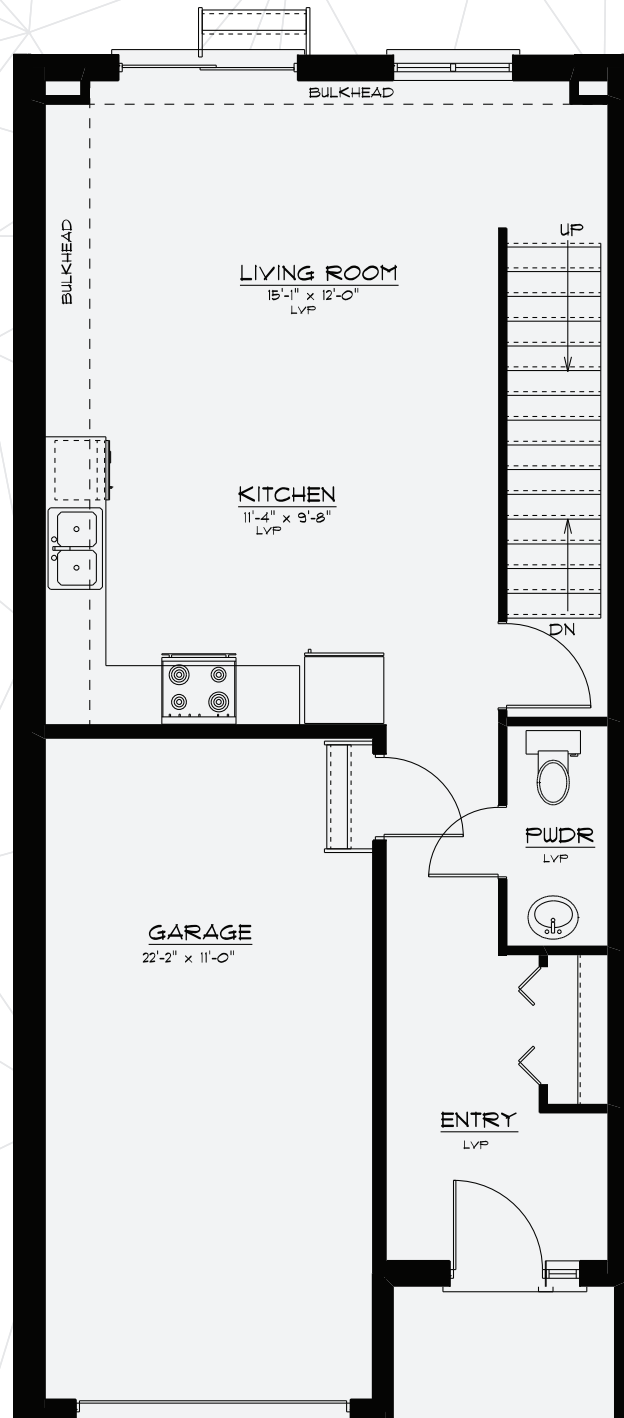 BULKHEAD
BULKHEAD
UP
LIVING ROOM
15'-1" x 12'-0"
LVP
KITCHEN
11'-4" x 9'-8"
LVP
DN
PWDR
LVP
GARAGE
22'-2" x 11'-0"
ENTRY
LVP